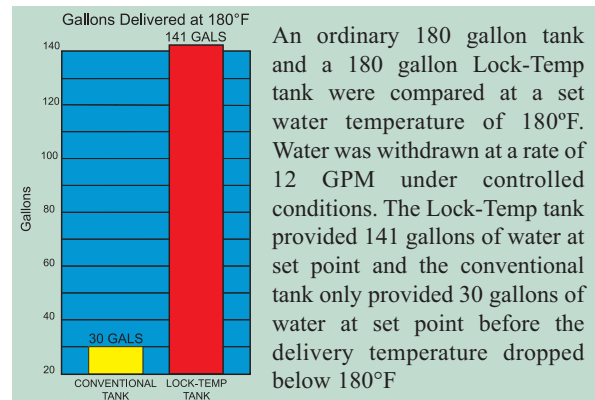 Gallons Delivered at 180°F
141 GALS
140
120
100
80
60
40
20
Gallons
30 GALS
CONVENTIONAL
TANK
LOCK-TEMP
TANK
An ordinary 180 gallon tank
and a 180 gallon Lock-Temp
tank were compared at a set
water temperature of 180ºF.
Water was withdrawn at a rate of
12 GPM under controlled
conditions. The Lock-Temp tank
provided 141 gallons of water at
set point and the conventional
tank only provided 30 gallons of
water at set point before the
delivery temperature dropped
below 180°F